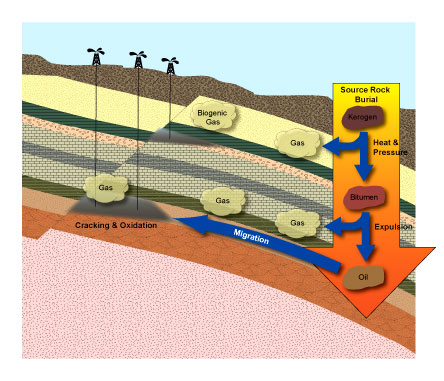 Source Rock
Burial
Kerogen
Biogenic
Gas
Gas
Heat &
Pressure
Gas
Gas
Bitumen
Gas
Expulsion
Cracking & Oxidation
Migration
Oil